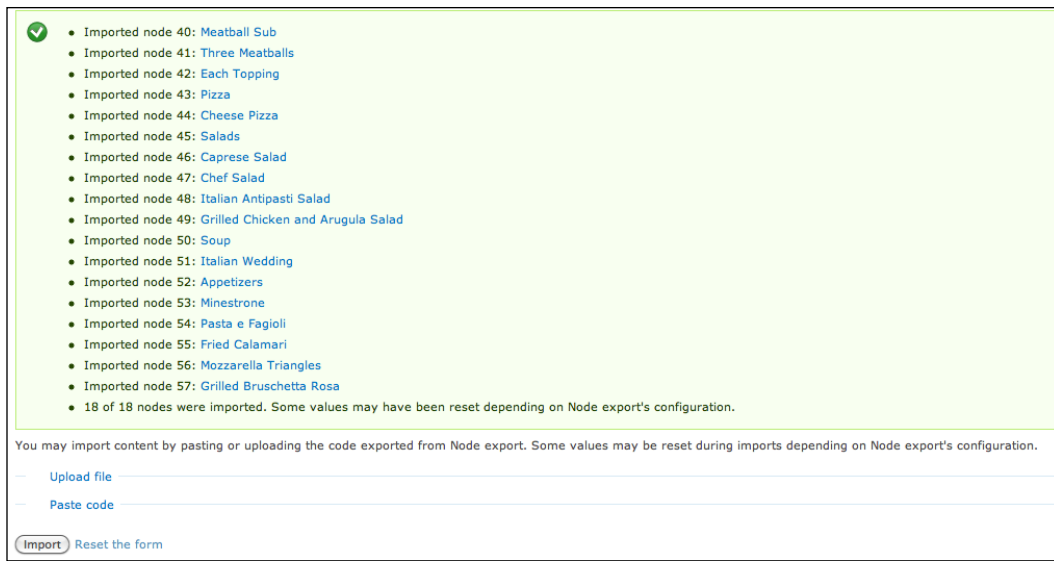 Imported node 40: Meatball Sub
Imported node 41: Three Meatballs
Imported node 42: Each Topping
Imported node 43: Pizza
Imported node 44: Cheese Pizza
Imported node 45: Salads
Imported node 46: Caprese Salad
Imported node 47: Chef Salad
Imported node 48: Italian Antipasti Salad
Imported node 49: Grilled Chicken and Arugula Salad
Imported node 50: Soup
Imported node 51: Italian Wedding
Imported node 52: Appetizers
Imported node 53: Minestrone
Imported node 54: Pasta e Fagioli
Imported node 55: Fried Calamari
Imported node 56: Mozzarella Triangles
Imported node 57: Grilled Bruschetta Rosa
18 of 18 nodes were imported. Some values may have been reset depending on Node export's configuration.
You may import content by pasting or uploading the code exported from Node export. Some values may be reset during imports depending on Node export's configuration.
Upload file
Paste code
Import Reset the form